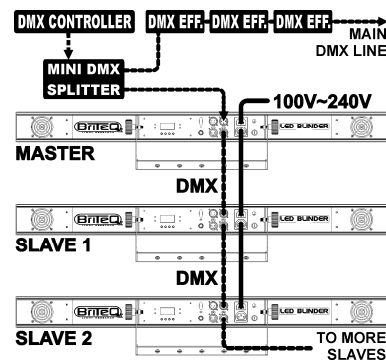 DMX CONTROLLER
DMX EFF.
DMX EFF.
DMX EFF.
MAIN
DMX LINE
MINI DMX
SPLITTER
100V~240V
BRITEQ
LED BLINDER
MASTER
DMX
BRITEQ
LED BLINDER
SLAVE 1
DMX
BRITEQ
LED BLINDER
SLAVE 2
TO MORE
SLAVES